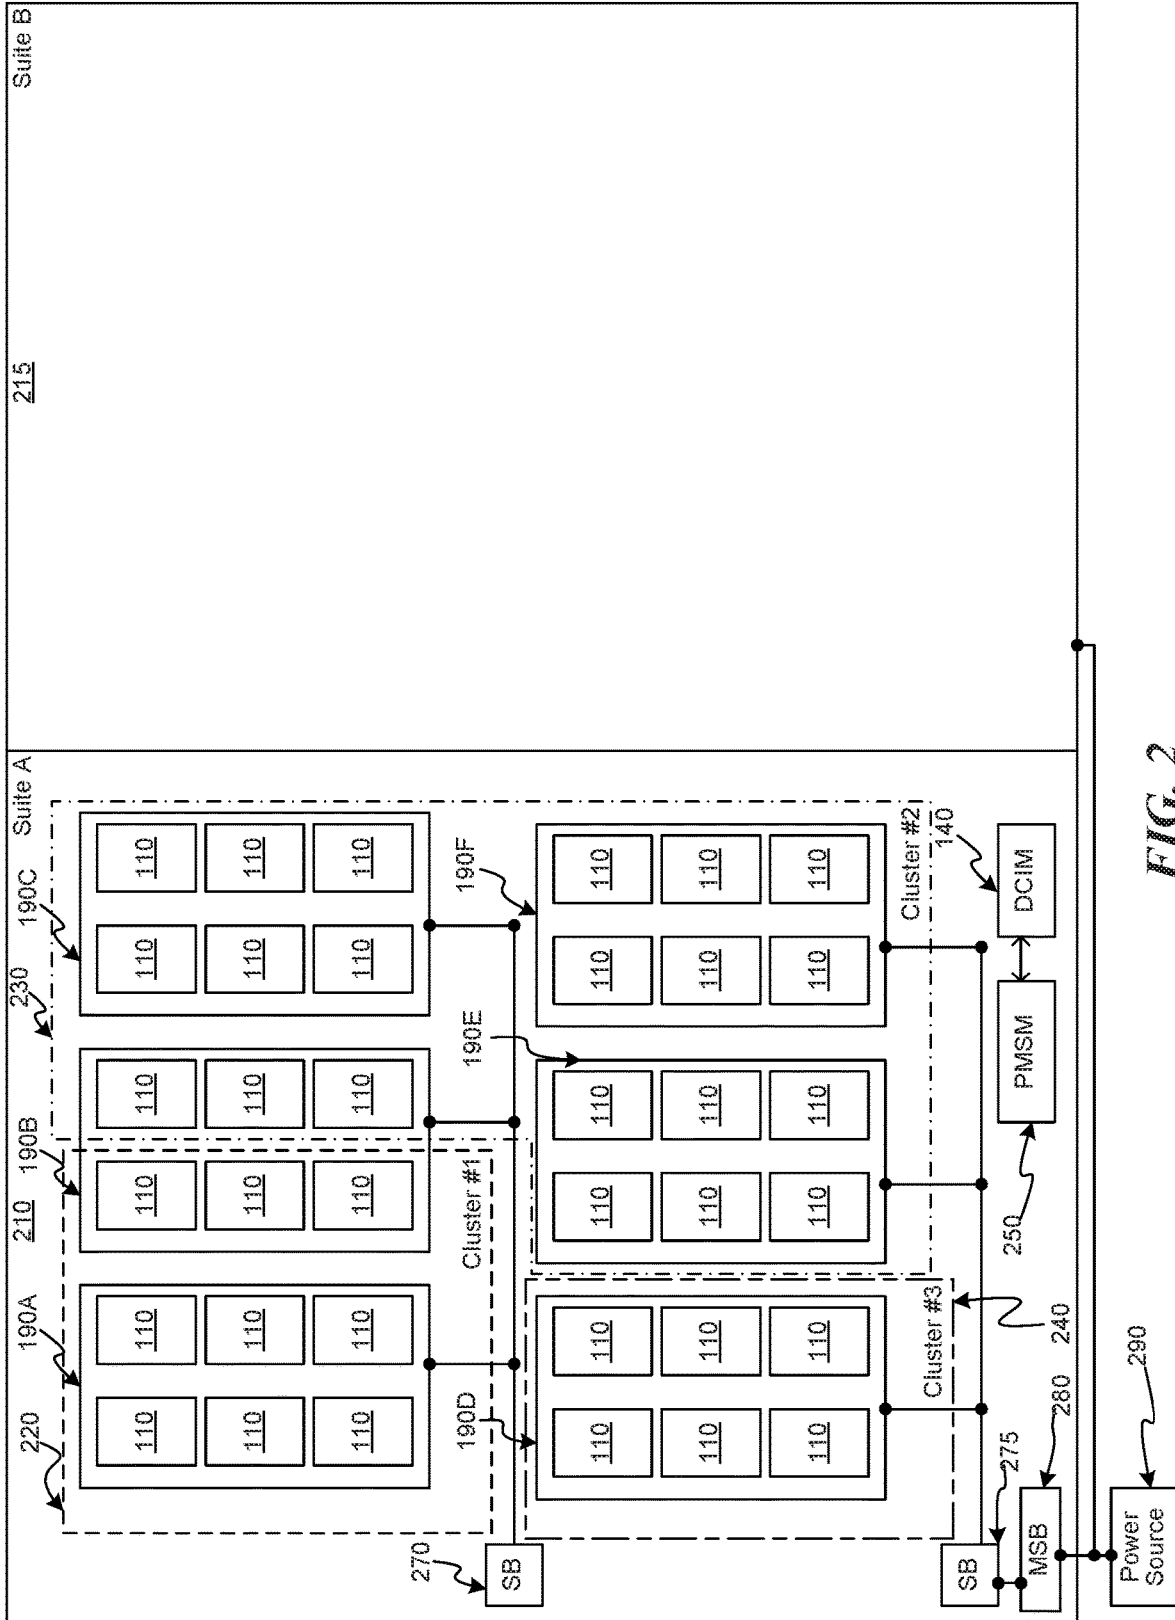 220
190A
210
190B
230
190C
Suite A
215
Suite B
110 110 110 110 110 110
110 110 110 110 110 110
110 110 110 110 110 110
270
190D
Cluster #1
190E
190F
SB
110 110 110 110 110 110
110 110 110 110 110 110
110 110 110 110 110 110
Cluster #3
Cluster #2
140
SB
275
250
MSB
PMSM
DCIM
280
240
Power
Source
290
FIG. 2